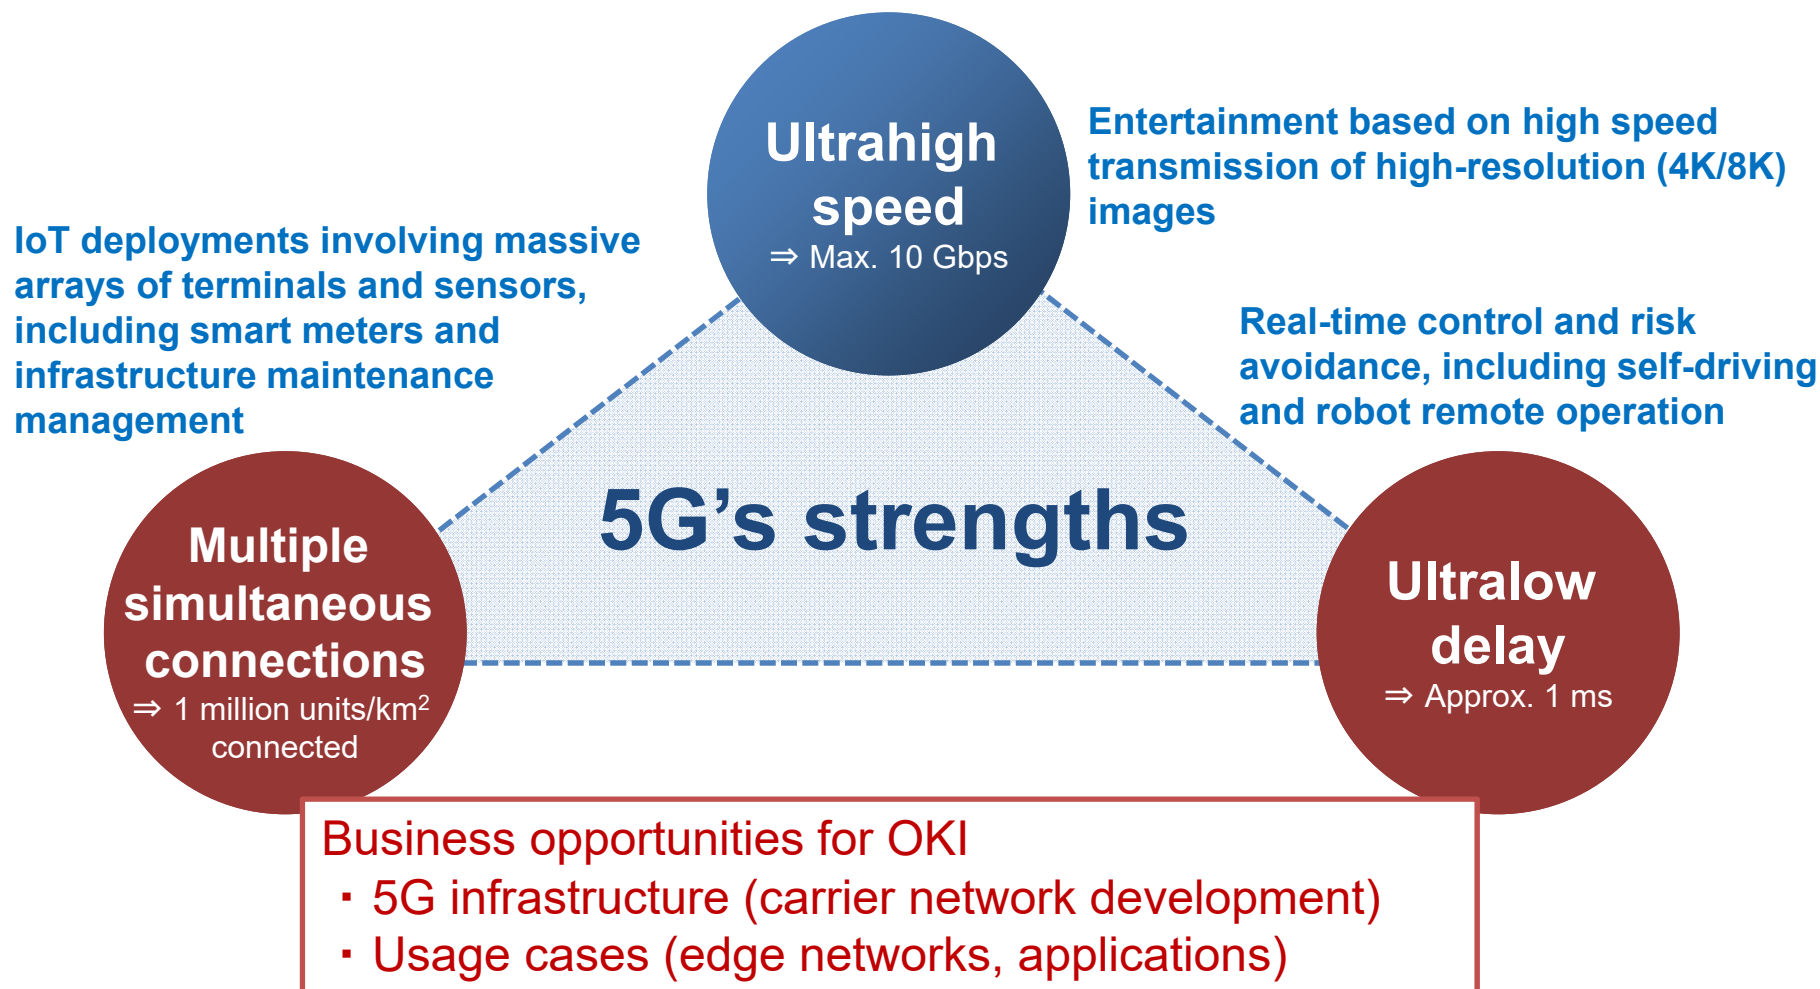 Ultrahigh
speed
⇒ Max. 10 Gbps
Entertainment based on high speed
transmission of high-resolution (4K/8K)
images
IoT deployments involving massive
arrays of terminals and sensors,
including smart meters and
infrastructure maintenance
management
Real-time control and risk
avoidance, including self-driving
and robot remote operation
5G’s strengths
Multiple
simultaneous
connections
⇒ 1 million units/km²
connected
Ultralow
delay
⇒ Approx. 1 ms
Business opportunities for OKI
・5G infrastructure (carrier network development)
・Usage cases (edge networks, applications)